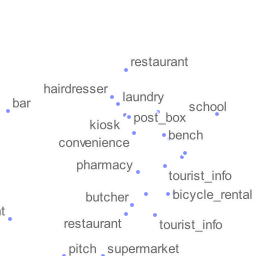 restaurant
hairdresser
laundry
bar
school
kiosk
post_box
convenience
bench
pharmacy
tourist_info
butcher
bicycle_rental
restaurant
tourist_info
pitch
supermarket